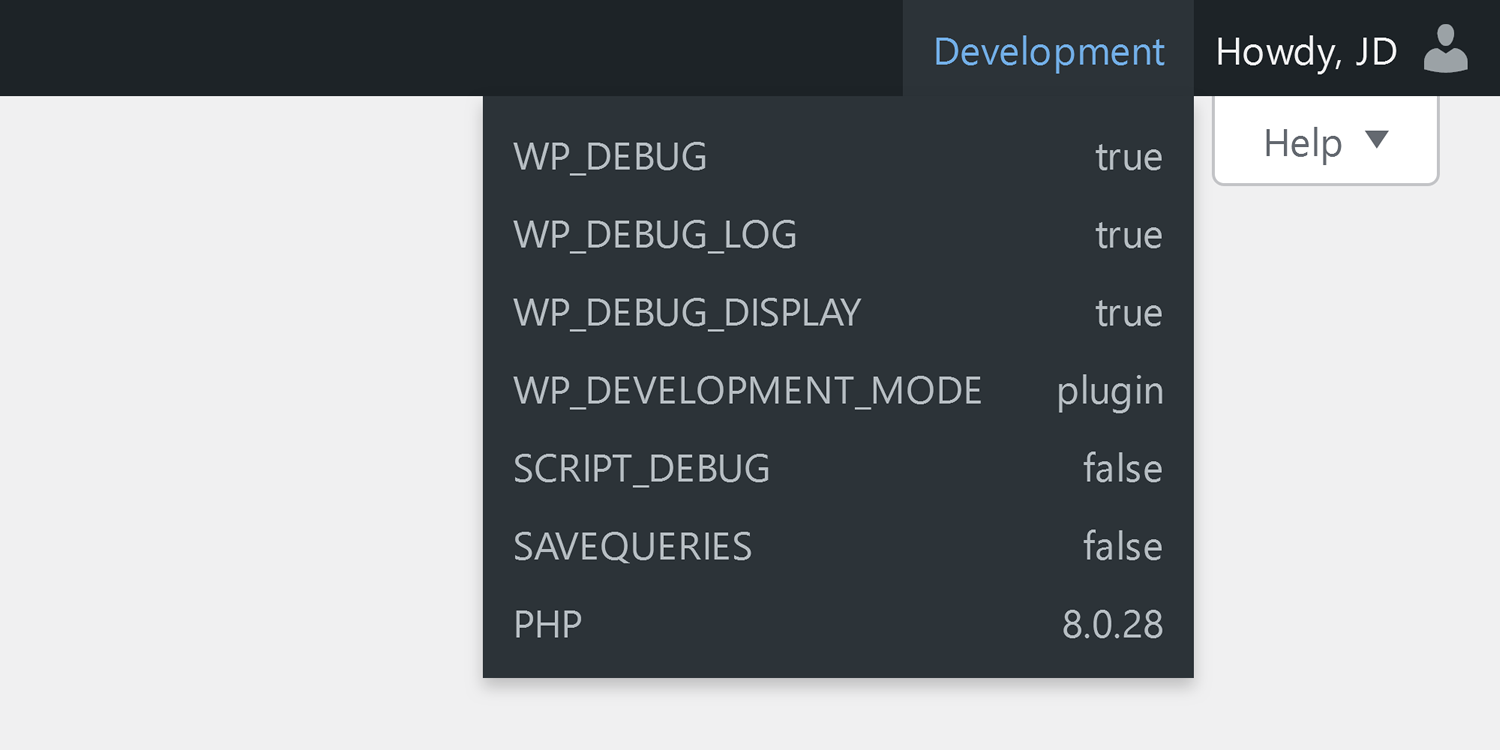 Development Howdy, JD
Help
WP_DEBUG true
WP_DEBUG_LOG true
WP_DEBUG_DISPLAY true
WP_DEVELOPMENT_MODE plugin
SCRIPT_DEBUG false
SAVEQUERIES false
PHP 8.0.28